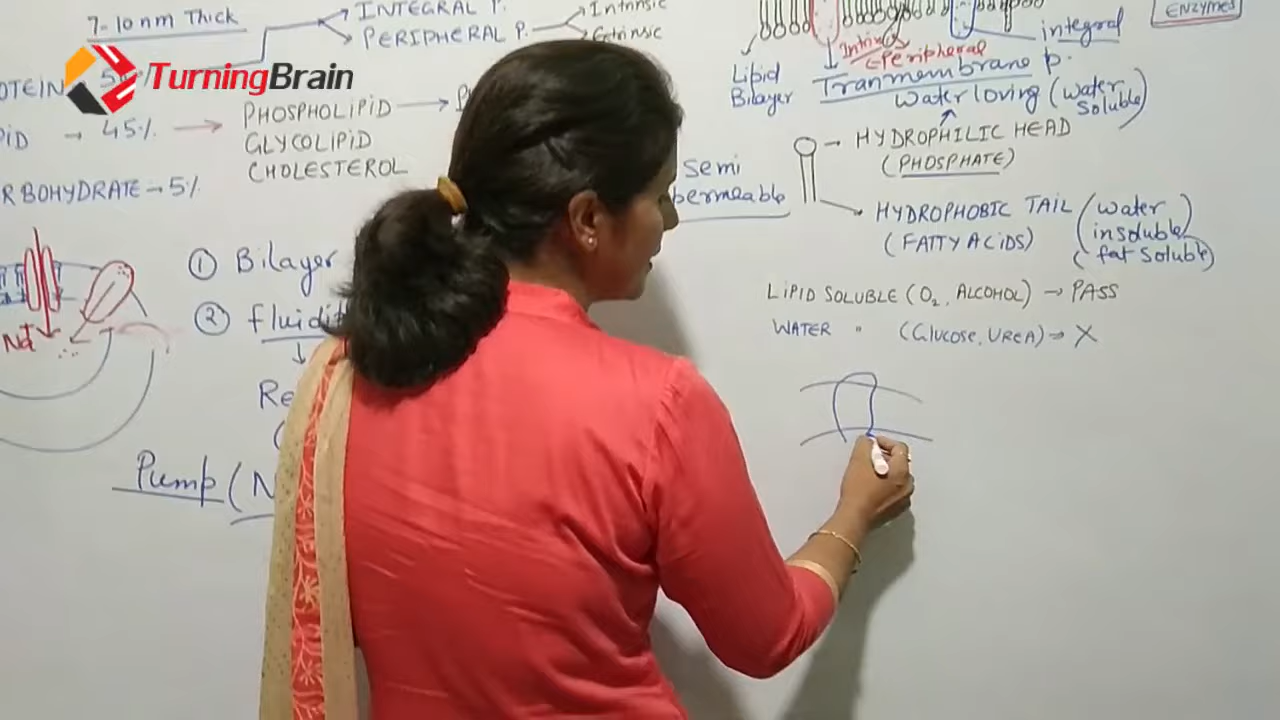 7-10 nm Thick
INTEGRAL P.
Intrinsic
PERIPHERAL P.
Extrinsic
TurningBrain
45%
PHOSPHOLIPID
GLYCOLIPID
CHOLESTEROL
5%
① Bilayer
②
Na+
Pump (N
Lipid
Bilayer
Peripheral
integral
ENZYMES
Tranmembrane p.
Water loving (water
soluble)
HYDROPHILIC HEAD
(PHOSPHATE)
semi
permeable
HYDROPHOBIC TAIL (water
insoluble)
(FATTY ACIDS)
(fat soluble)
LIPID SOLUBLE (O2, ALCOHOL) → PASS
WATER " (Glucose, UREA) → X